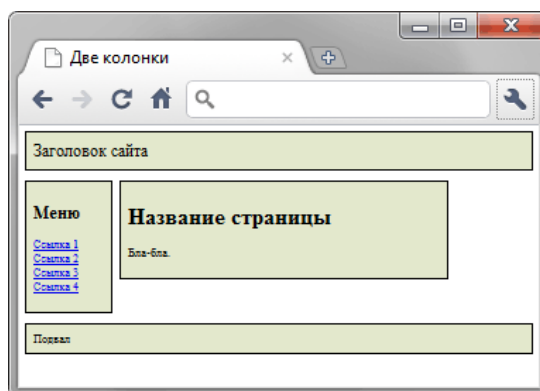 Две колонки
Заголовок сайта
Меню
Ссылка 1
Ссылка 2
Ссылка 3
Ссылка 4
Название страницы
Бла-бла.
Подвал